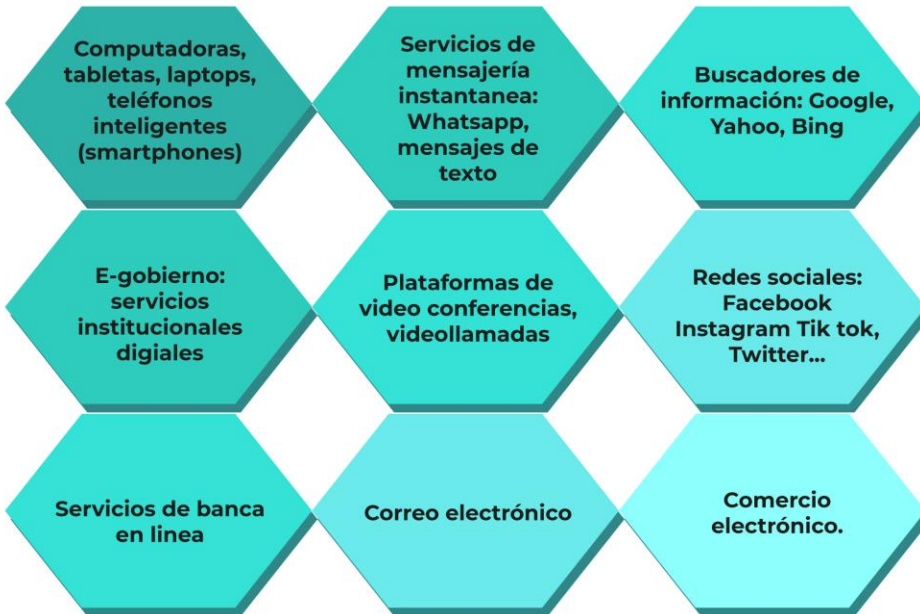 Computadoras,
tabletas, laptops,
teléfonos
inteligentes
(smartphones)
Servicios de
mensajería
instantanea:
Whatsapp,
mensajes de
texto
Buscadores de
información: Google,
Yahoo, Bing
E-gobierno:
servicios
institucionales
digiales
Plataformas de
video conferencias,
videollamadas
Redes sociales:
Facebook
Instagram Tik tok,
Twitter...
Servicios de banca
en linea
Correo electrónico
Comercio
electrónico.